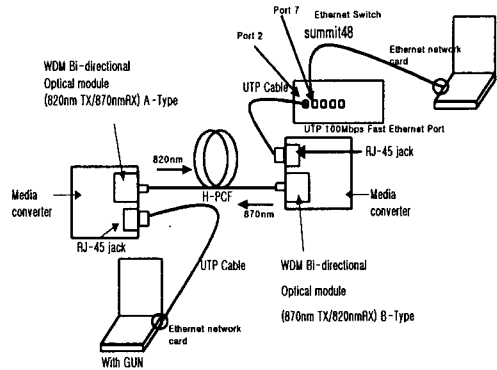 Port 7
Ethernet Switch
summit48
Port 2
Ethernet network
card
WDM Bi-directional
Optical module
(820nm TX/870nmRX) A-Type
UTP Cable
UTP 100Mbps Fast Ethernet Port
RJ-45 jack
820nm
H-PCF
870nm
Media
converter
Media
converter
RJ-45 jack
UTP Cable
WDM Bi-directional
Optical module
(870nm TX/820nmRX) B-Type
Ethernet network
card
With GUN